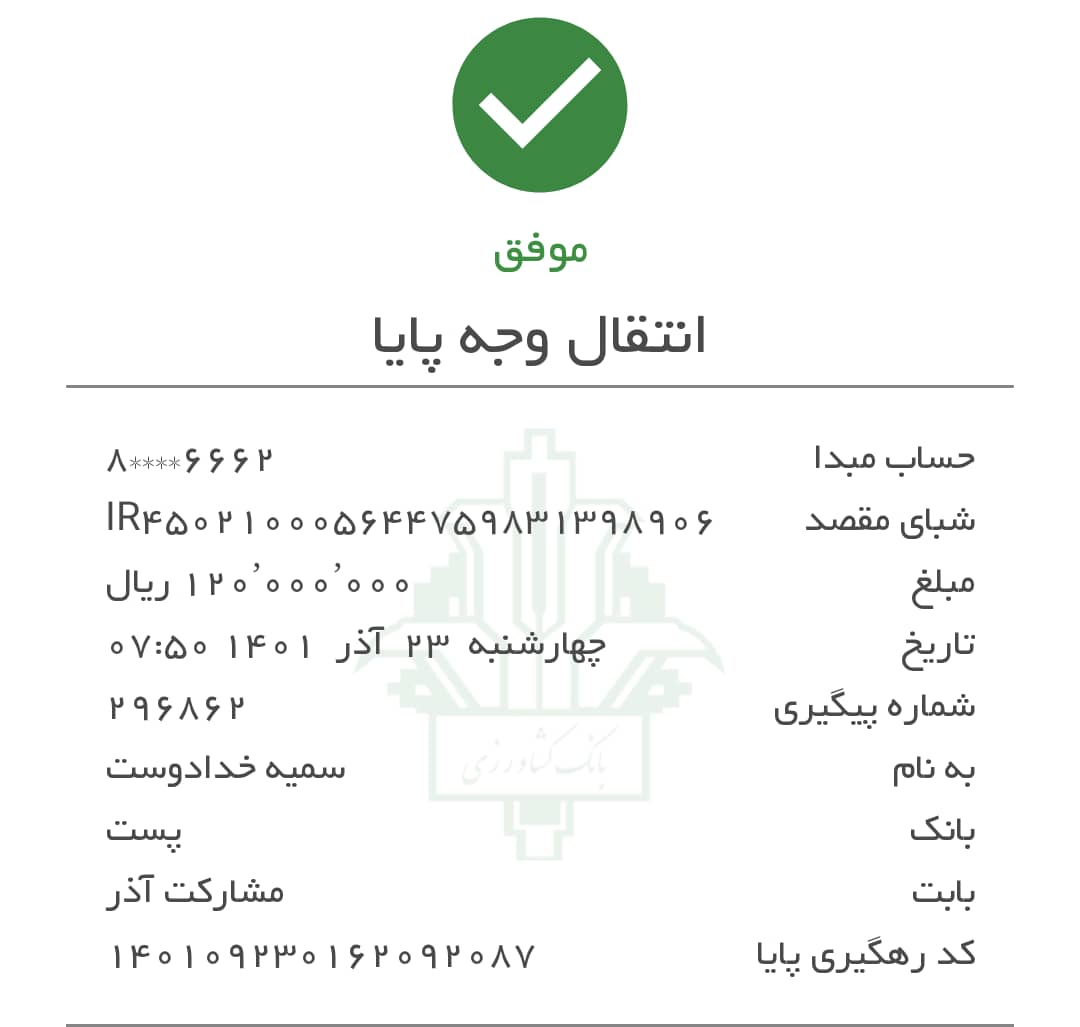 موفق
انتقال وجه پایا
حساب مبدا ۸****۶۶۶۲
شبای مقصد IR۴۵۰۲۱۰۰۰۵۶۴۴۷۵۹۸۳۱۳۹۸۹۰۶
مبلغ ۱۲۰٬۰۰۰٬۰۰۰ ریال
تاریخ چهارشنبه ۲۳ آذر ۱۴۰۱ ۰۷:۵۰
شماره پیگیری ۲۹۶۸۶۲
به نام سمیه خدادوست
بانک پست
بابت مشارکت آذر
کد رهگیری پایا ۱۴۰۱۰۹۲۳۰۱۶۲۰۹۲۰۸۷
بانک کشاورزی